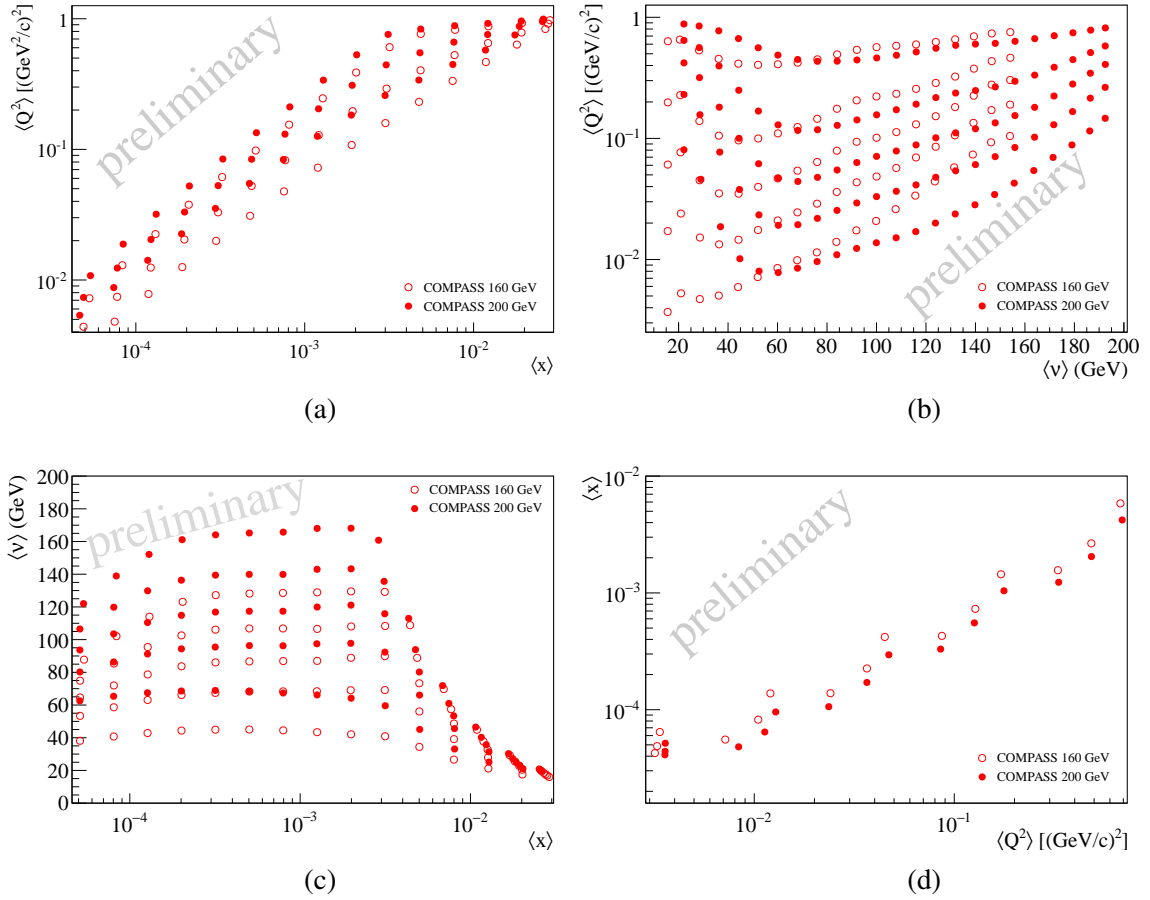 ⟨Q²⟩ [(GeV²/c)²]
1
10⁻¹
10⁻²
preliminary
COMPASS 160 GeV
COMPASS 200 GeV
10⁻⁴
10⁻³
10⁻²
⟨x⟩
(a)
⟨Q²⟩ [(GeV/c)²]
1
10⁻¹
10⁻²
preliminary
COMPASS 160 GeV
COMPASS 200 GeV
20 40 60 80 100 120 140 160 180 200
⟨ν⟩ (GeV)
(b)
⟨ν⟩ (GeV)
200
180
160
140
120
100
80
60
40
20
0
preliminary
COMPASS 160 GeV
COMPASS 200 GeV
10⁻⁴
10⁻³
10⁻²
⟨x⟩
(c)
⟨x⟩
10⁻²
10⁻³
10⁻⁴
preliminary
COMPASS 160 GeV
COMPASS 200 GeV
10⁻²
10⁻¹
⟨Q²⟩ [(GeV/c)²]
(d)